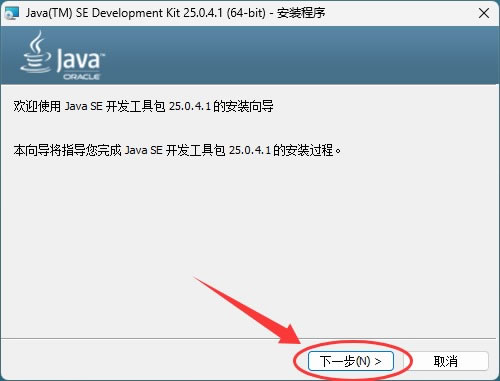 Java(TM) SE Development Kit 25.0.4.1 (64-bit) - 安装程序
Java™
ORACLE
欢迎使用 Java SE 开发工具包 25.0.4.1 的安装向导
本向导将指导您完成 Java SE 开发工具包 25.0.4.1 的安装过程。
下一步(N) >
取消